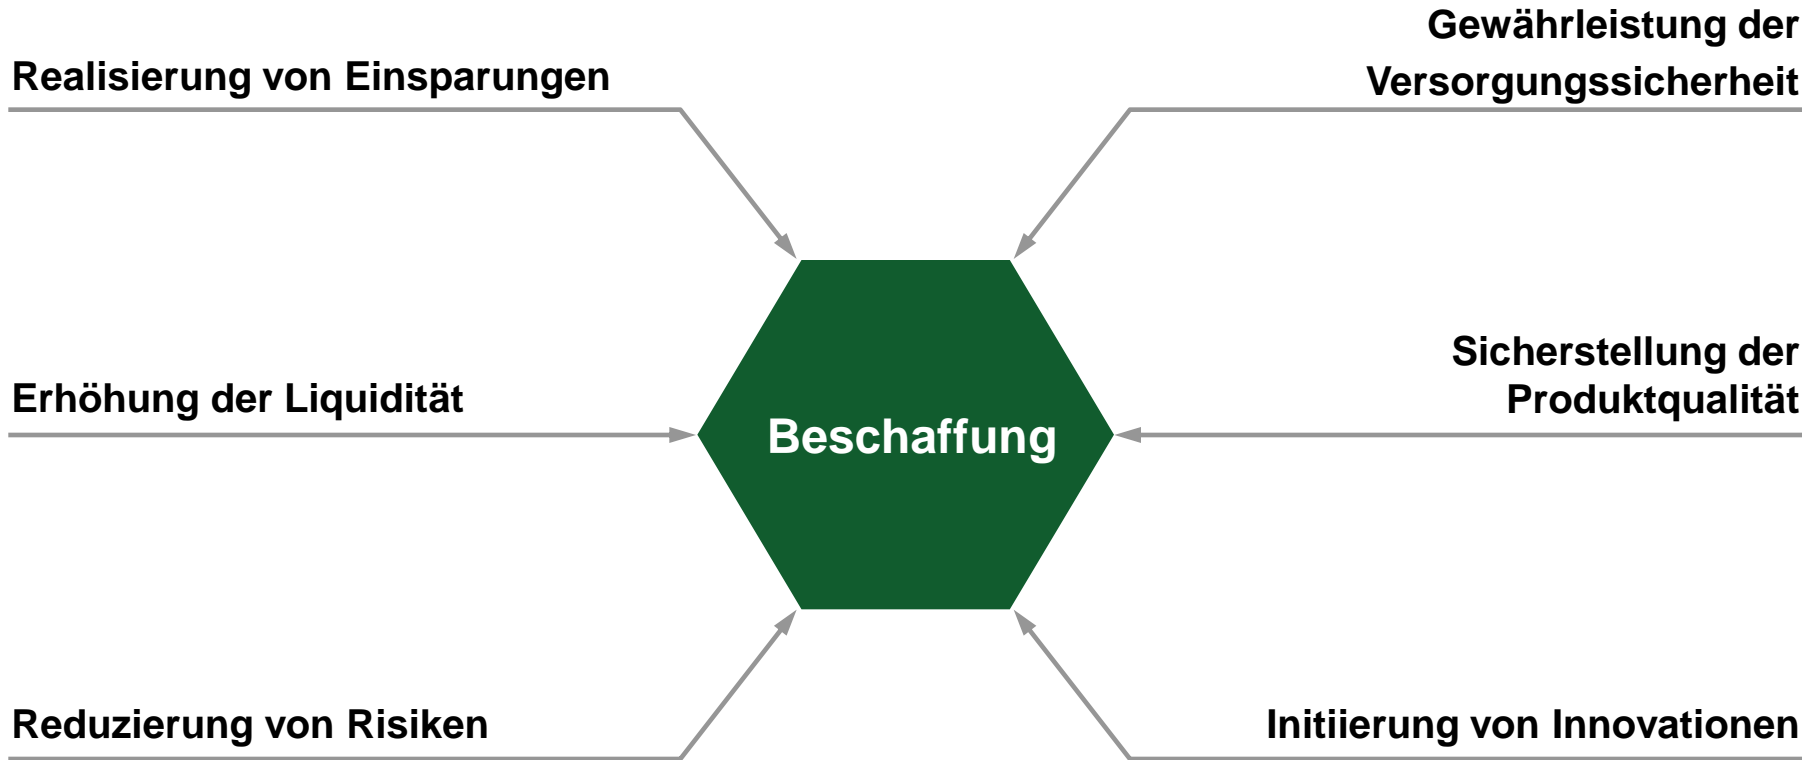 Realisierung von Einsparungen
Gewährleistung der
Versorgungssicherheit
Erhöhung der Liquidität
Beschaffung
Sicherstellung der
Produktqualität
Reduzierung von Risiken
Initiierung von Innovationen